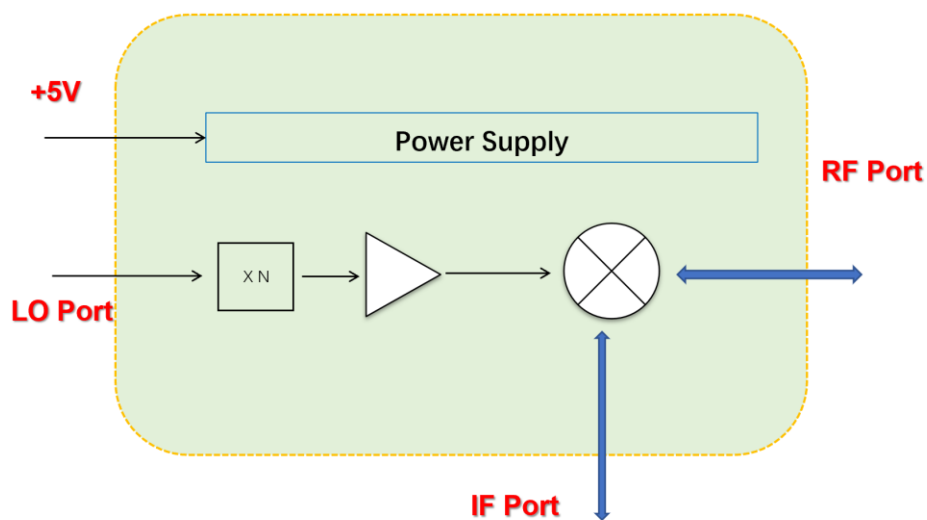 +5V
Power Supply
RF Port
X N
LO Port
IF Port